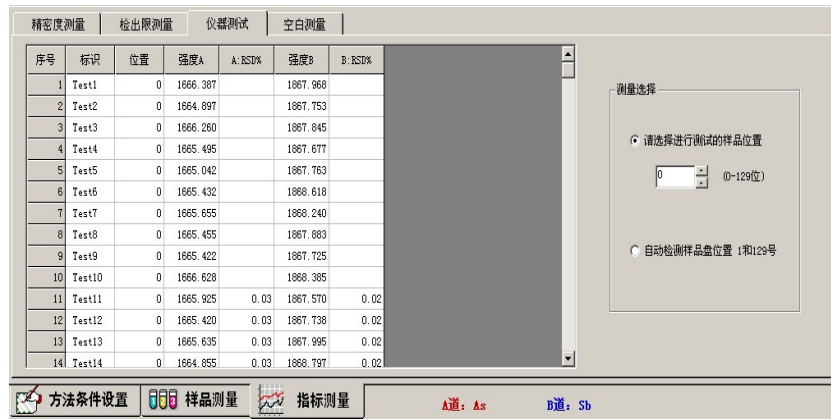 精密度测量 检出限测量 仪器测试 空白测量
序号 标识 位置 强度A A:RSD% 强度B B:RSD%
1 Test1 0 1666.387 1867.968
2 Test2 0 1664.897 1867.753
3 Test3 0 1666.260 1867.845
4 Test4 0 1665.495 1867.677
5 Test5 0 1665.042 1867.763
6 Test6 0 1665.432 1868.618
7 Test7 0 1665.655 1868.240
8 Test8 0 1665.455 1867.883
9 Test9 0 1665.422 1867.725
10 Test10 0 1666.628 1868.385
11 Test11 0 1665.925 0.03 1867.570 0.02
12 Test12 0 1665.420 0.03 1867.738 0.02
13 Test13 0 1665.635 0.03 1867.995 0.02
14 Test14 0 1664.855 0.03 1868.797 0.02
测量选择
请选择进行测试的样品位置
0 (0-129位)
自动检测样品盘位置 1和129号
方法条件设置 样品测量 指标测量 A道: As B道: Sb